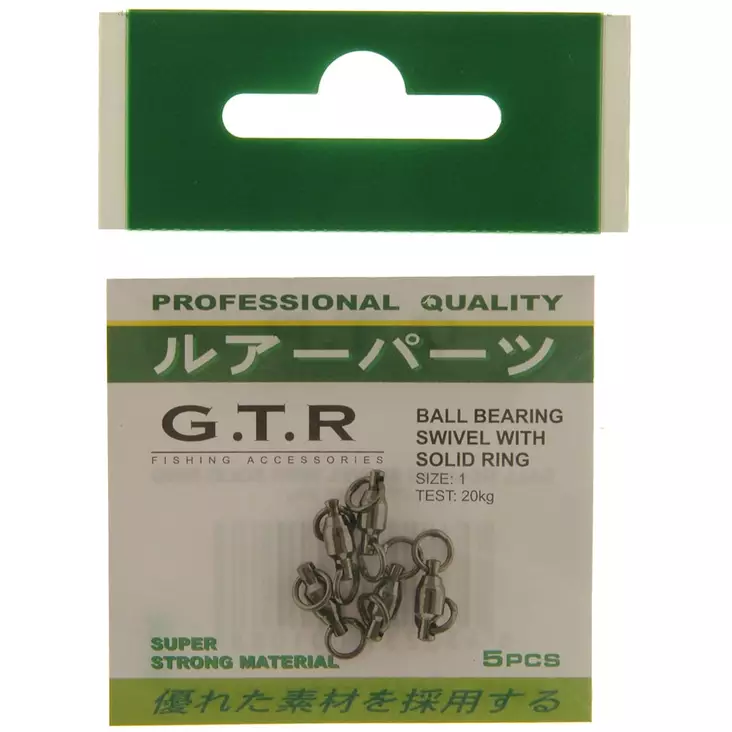 PROFESSIONAL QUALITY
ルアーパーツ
G.T.R
FISHING ACCESSORIES
BALL BEARING
SWIVEL WITH
SOLID RING
SIZE: 1
TEST: 20kg
SUPER
STRONG MATERIAL
5PCS
優れた素材を採用する